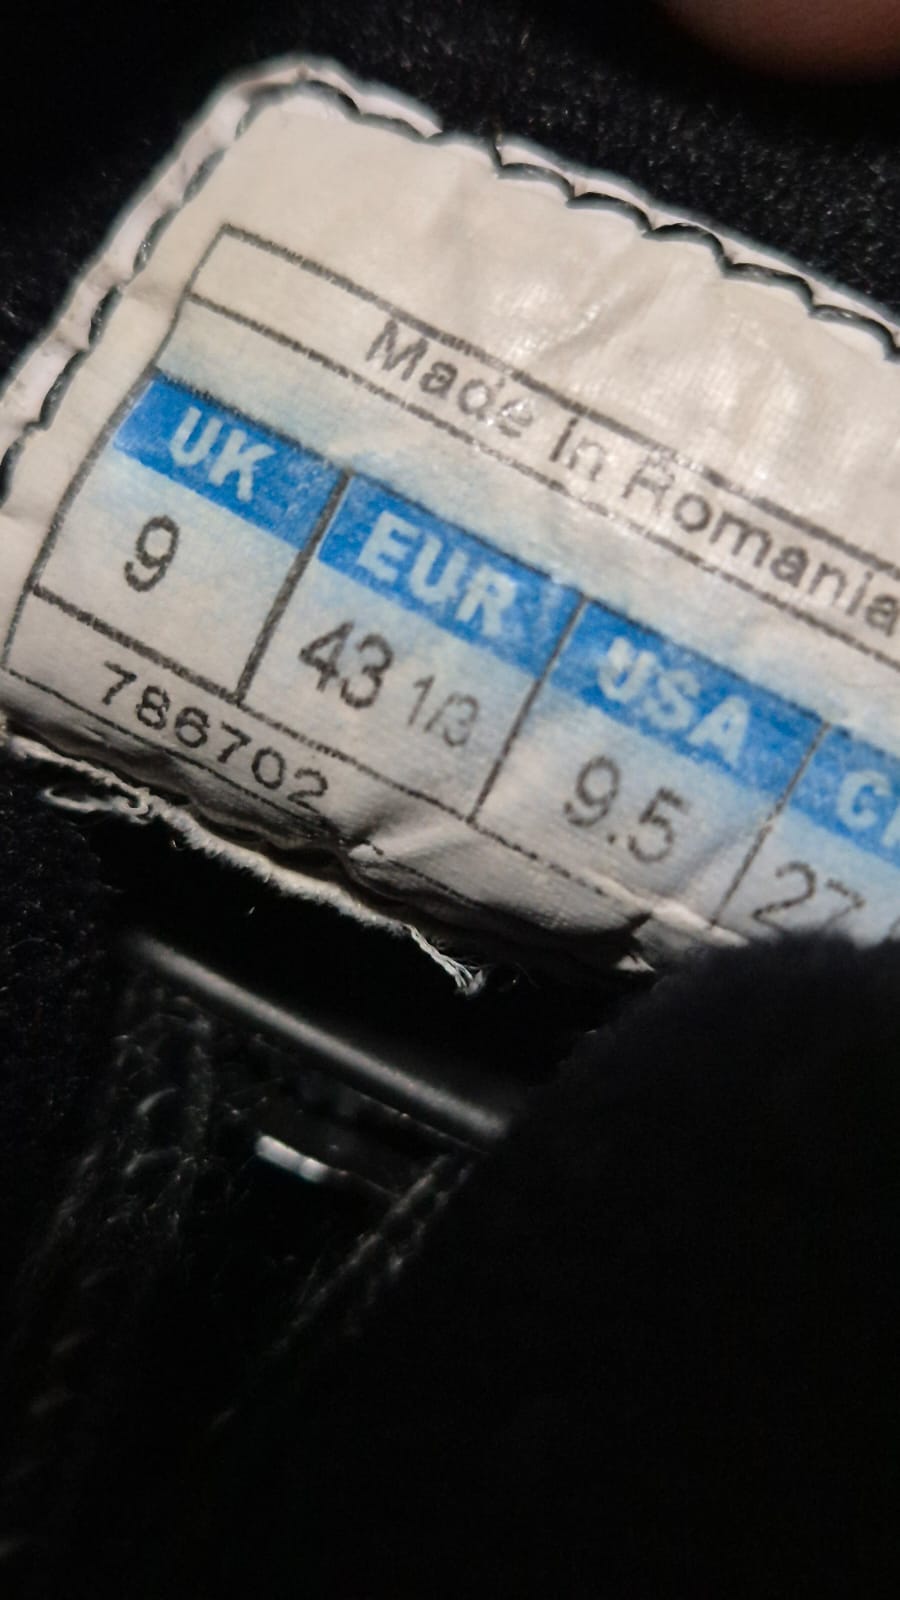 Made in Romania
UK EUR USA
9 43 1/3 9.5 27
786702